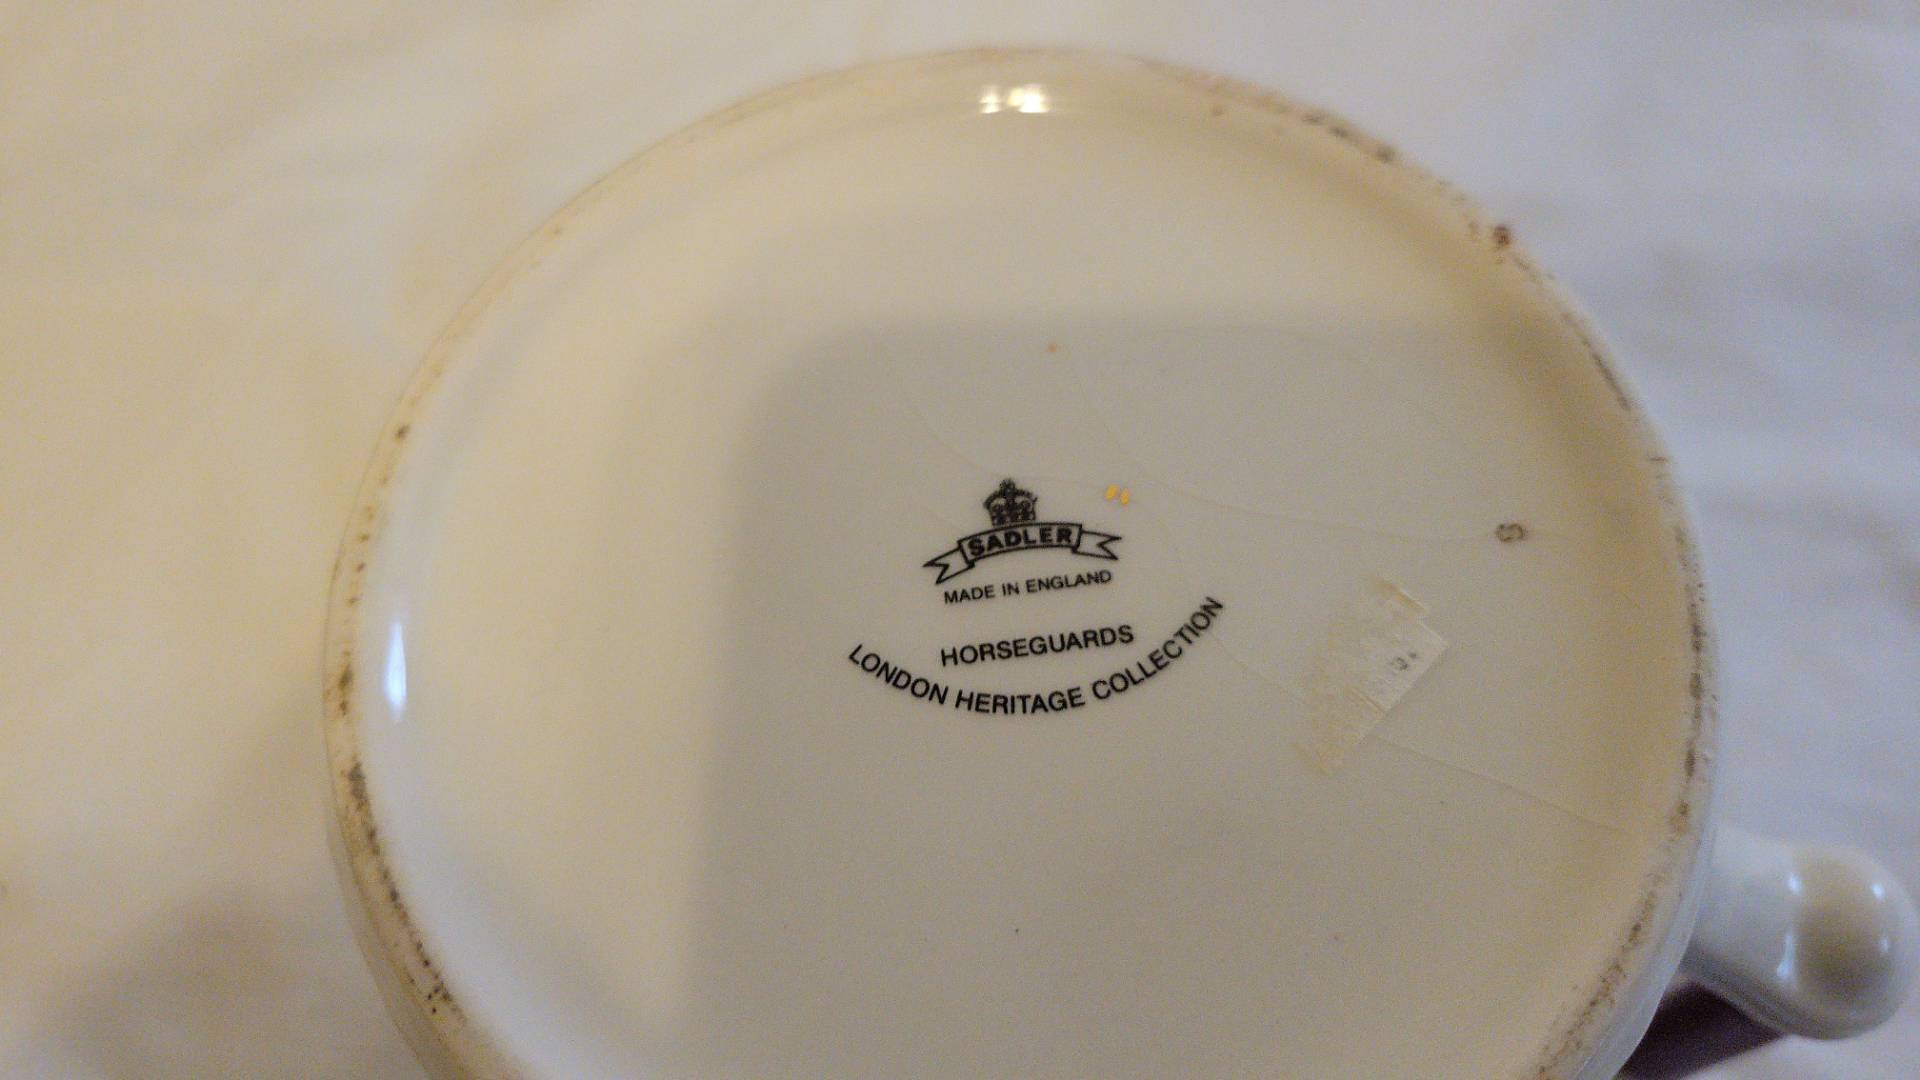 SADLER
MADE IN ENGLAND
HORSEGUARDS
LONDON HERITAGE COLLECTION